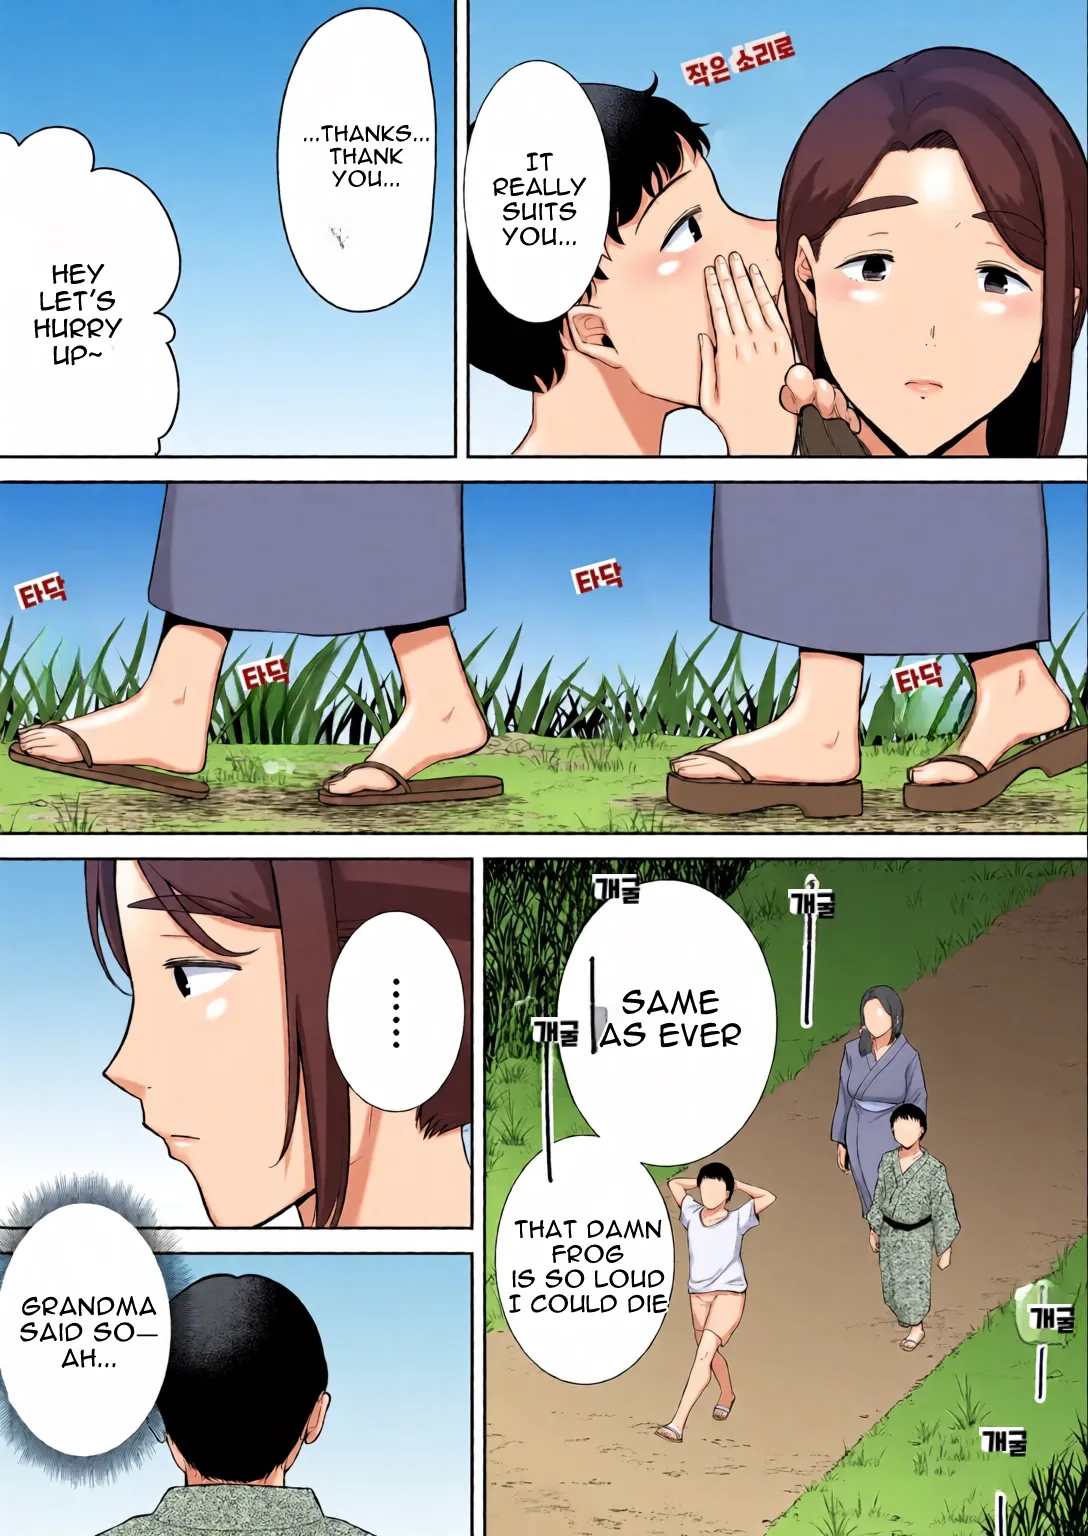 작은 소리로
IT
REALLY
SUITS
YOU...
...THANKS...
THANK
YOU...
HEY
LET'S
HURRY
UP~
타닥
타닥
타닥
타닥
......
개굴
개굴
SAME
AS EVER
개굴
THAT DAMN
FROG
IS SO LOUD
I COULD DIE
개굴
개굴
GRANDMA
SAID SO—
AH...